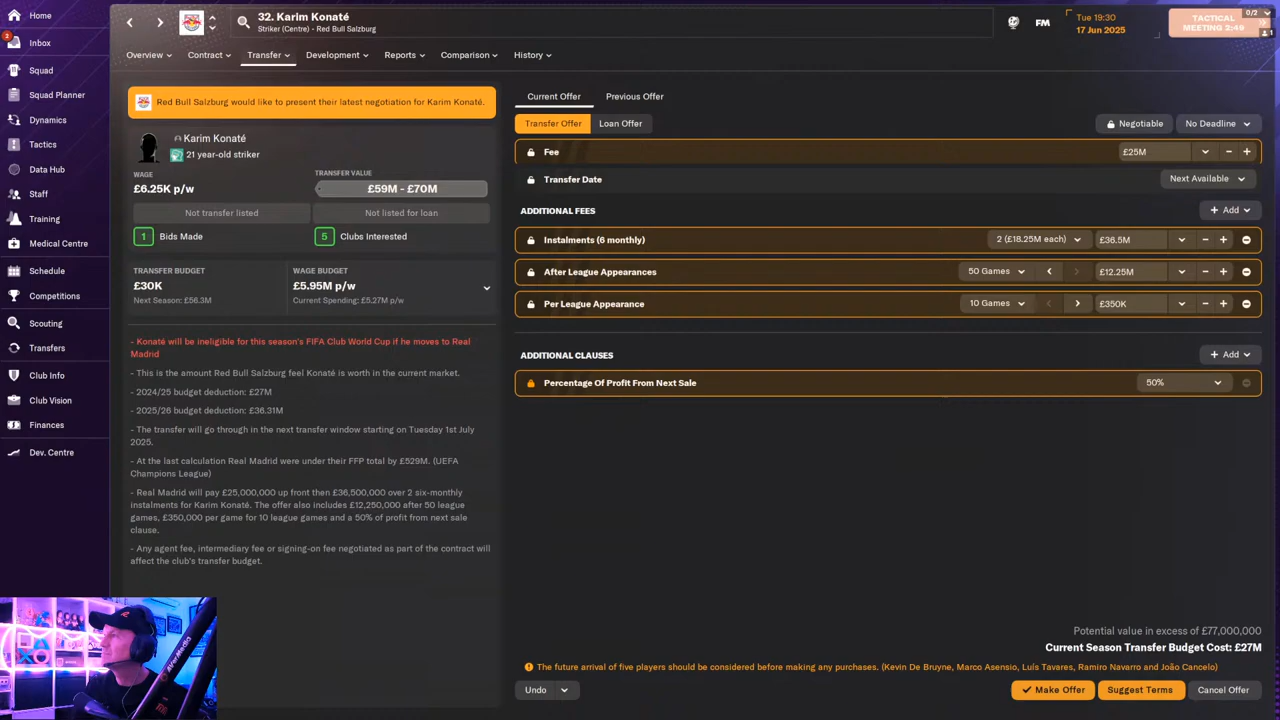 Home
32. Karim Konaté
Striker (Centre) - Red Bull Salzburg
FM
Tue 19:30
17 Jun 2025
TACTICAL
MEETING 3:49
0/2
1
2
Inbox
Squad
Squad Planner
Dynamics
Tactics
Data Hub
Staff
Training
Medical Centre
Schedule
Competitions
Scouting
Transfers
Club Info
Club Vision
Finances
Dev. Centre
Overview
Contract
Transfer
Development
Reports
Comparison
History
Red Bull Salzburg would like to present their latest negotiation for Karim Konaté.
Karim Konaté
21 year-old striker
WAGE
£6.25K p/w
TRANSFER VALUE
£59M - £70M
Not transfer listed
Not listed for loan
1 Bids Made
5 Clubs Interested
TRANSFER BUDGET
£30K
Next Season: £56.3M
WAGE BUDGET
£5.95M p/w
Current Spending: £5.27M p/w
- Konaté will be ineligible for this season's FIFA Club World Cup if he moves to Real
Madrid
- This is the amount Red Bull Salzburg feel Konaté is worth in the current market.
- 2024/25 budget deduction: £27M
- 2025/26 budget deduction: £36.31M
- The transfer will go through in the next transfer window starting on Tuesday 1st July
2025.
- At the last calculation Real Madrid were under their FFP total by £529M. (UEFA
Champions League)
- Real Madrid will pay £25,000,000 up front then £36,500,000 over 2 six-monthly
instalments for Karim Konaté. The offer also includes £12,250,000 after 50 league
games, £350,000 per game for 10 league games and a 50% of profit from next sale
clause.
- Any agent fee, intermediary fee or signing-on fee negotiated as part of the contract will
affect the club's transfer budget.
Current Offer
Previous Offer
Transfer Offer
Loan Offer
Negotiable
No Deadline
Fee
£25M
Transfer Date
Next Available
ADDITIONAL FEES
Add
Instalments (6 monthly)
2 (£18.25M each)
£36.5M
After League Appearances
50 Games
£12.25M
Per League Appearance
10 Games
£350K
ADDITIONAL CLAUSES
Add
Percentage Of Profit From Next Sale
50%
Potential value in excess of £77,000,000
Current Season Transfer Budget Cost: £27M
The future arrival of five players should be considered before making any purchases. (Kevin De Bruyne, Marco Asensio, Luís Tavares, Ramiro Navarro and João Cancelo)
Undo
Make Offer
Suggest Terms
Cancel Offer
AVerMedia